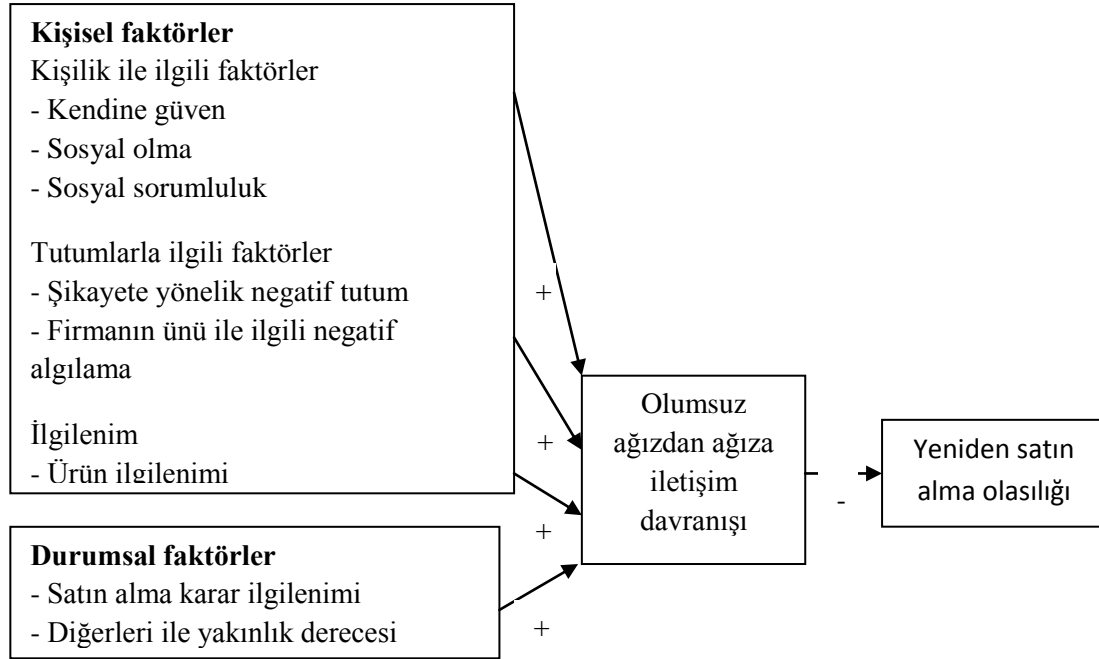 Kişisel faktörler
Kişilik ile ilgili faktörler
- Kendine güven
- Sosyal olma
- Sosyal sorumluluk
Tutumlarla ilgili faktörler
- Şikayete yönelik negatif tutum
- Firmanın ünü ile ilgili negatif
algılama
İlgilenim
- Ürün ilgilenimi
Durumsal faktörler
- Satın alma karar ilgilenimi
- Diğerleri ile yakınlık derecesi
+
+
+
+
Olumsuz
ağızdan ağıza
iletişim
davranışı
-
Yeniden satın
alma olasılığı